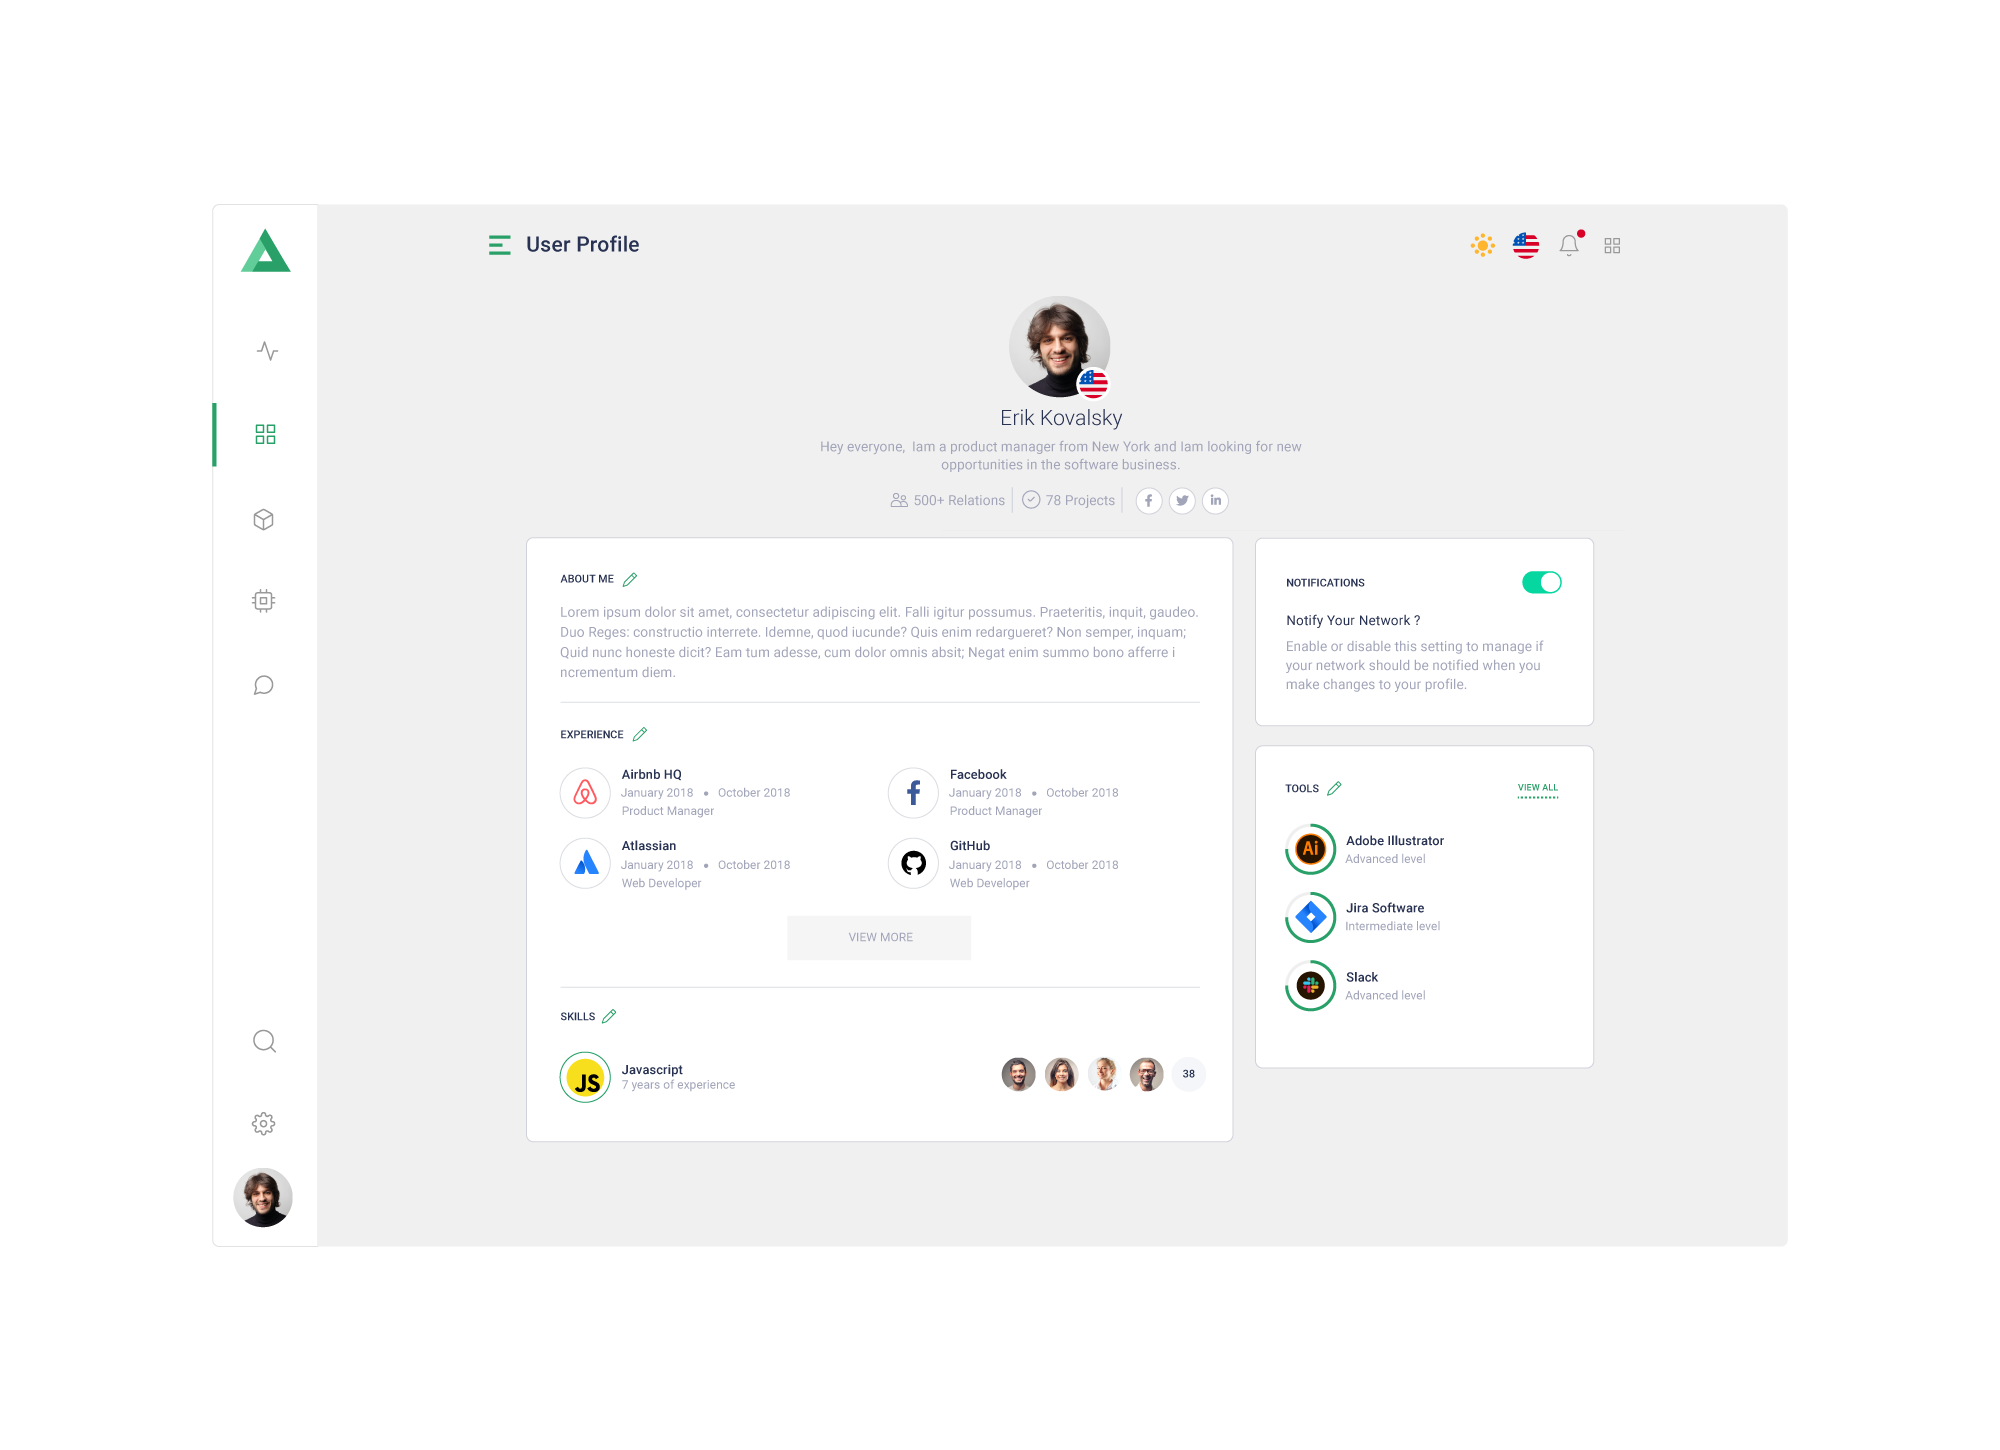 User Profile
Erik Kovalsky
Hey everyone, Iam a product manager from New York and Iam looking for new
opportunities in the software business.
500+ Relations
78 Projects
ABOUT ME
Lorem ipsum dolor sit amet, consectetur adipiscing elit. Falli igitur possumus. Praeteritis, inquit, gaudeo.
Duo Reges: constructio interrete. Idemne, quod iucunde? Quis enim redargueret? Non semper, inquam;
Quid nunc honeste dicit? Eam tum adesse, cum dolor omnis absit; Negat enim summo bono afferre i
ncrementum diem.
EXPERIENCE
Airbnb HQ
January 2018 • October 2018
Product Manager
Facebook
January 2018 • October 2018
Product Manager
Atlassian
January 2018 • October 2018
Web Developer
GitHub
January 2018 • October 2018
Web Developer
VIEW MORE
SKILLS
JS
Javascript
7 years of experience
38
NOTIFICATIONS
Notify Your Network ?
Enable or disable this setting to manage if
your network should be notified when you
make changes to your profile.
TOOLS
VIEW ALL
Ai
Adobe Illustrator
Advanced level
Jira Software
Intermediate level
Slack
Advanced level